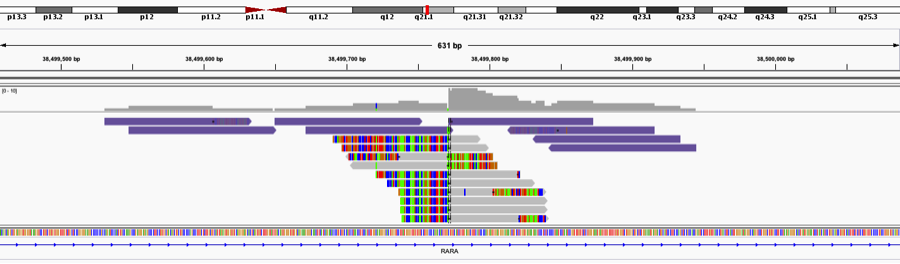 p13.3 p13.2 p13.1 p12 p11.2 p11.1 q11.2 q12 q21.1 q21.31 q21.32 q22 q23.1 q23.3 q24.2 q24.3 q25.1 q25.3
631 bp
38,499,500 bp 38,499,600 bp 38,499,700 bp 38,499,800 bp 38,499,900 bp 38,500,000 bp
[0 - 10]
RARA